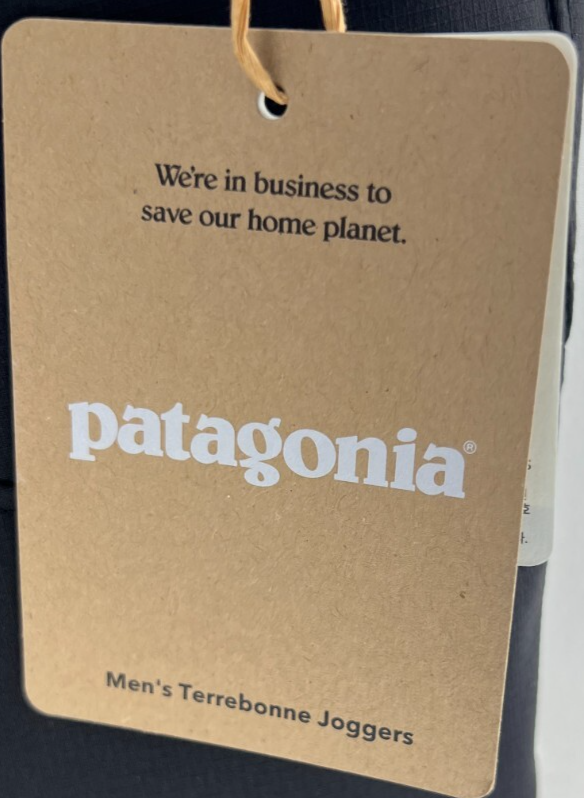 We're in business to
save our home planet.
patagonia®
Men's Terrebonne Joggers